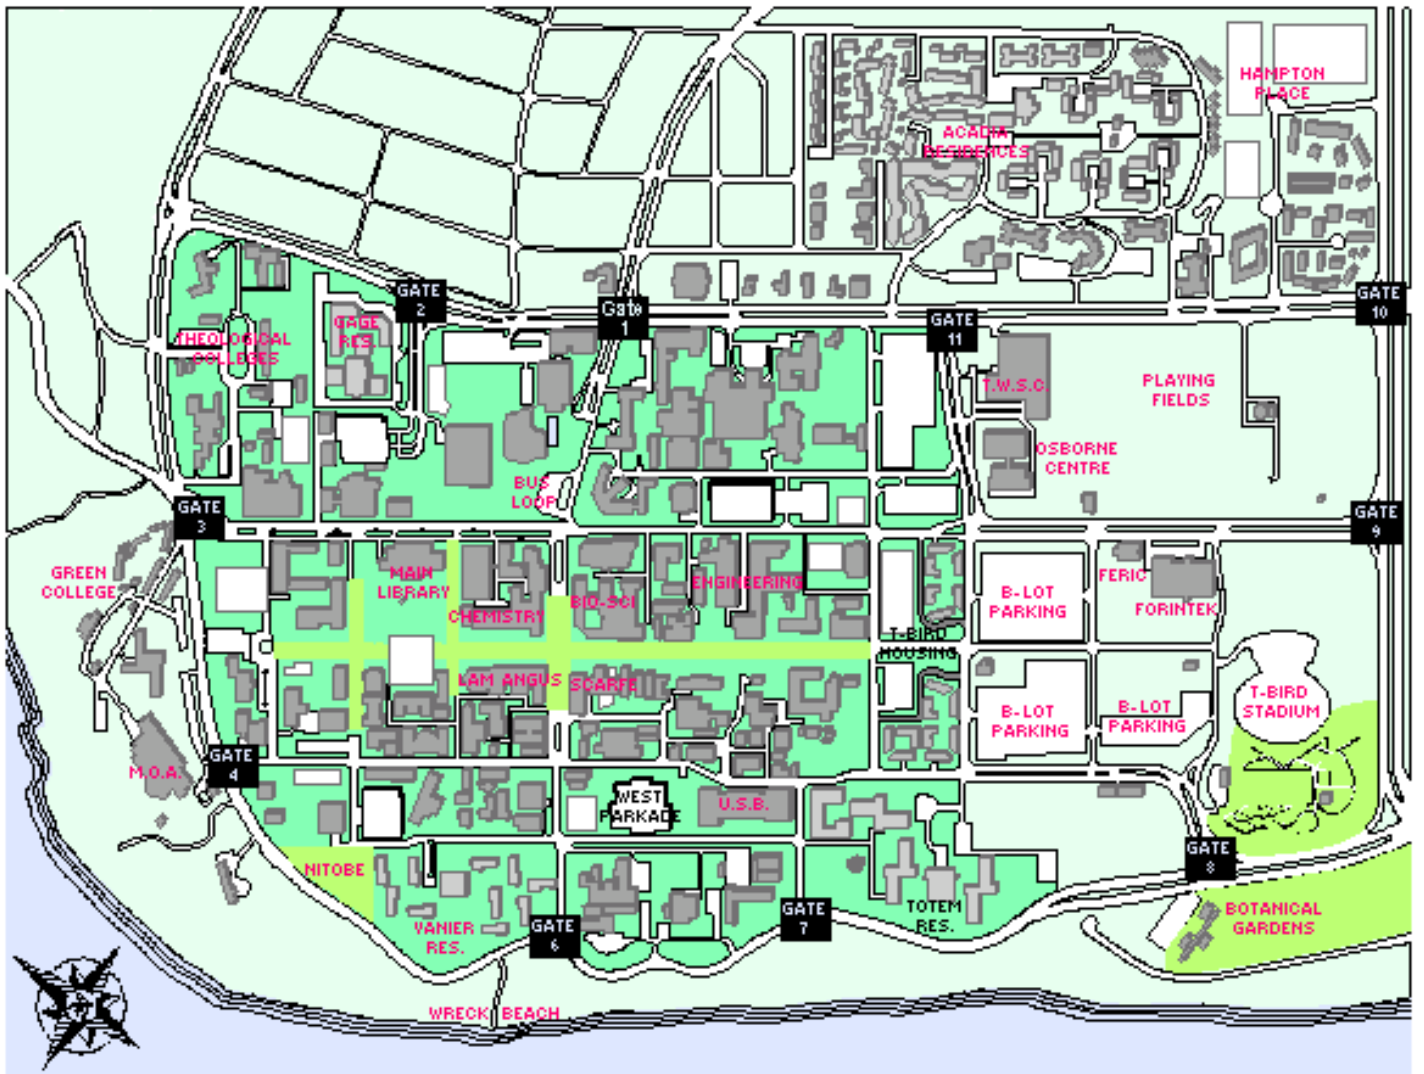 HAMPTON
PLACE
ACADIA
RESIDENCES
GATE
2
Gate
1
GATE
10
GATE
11
THEOLOGICAL
COLLEGES
GAGE
RES.
T.W.S.C.
PLAYING
FIELDS
OSBORNE
CENTRE
BUS
LOOP
GATE
3
GATE
9
GREEN
COLLEGE
MAIN
LIBRARY
CHEMISTRY
BIO-SCI
ENGINEERING
B-LOT
PARKING
FERIC
FORINTEK
T-BIRD
HOUSING
LAM ANGUS
SCARFE
B-LOT
PARKING
B-LOT
PARKING
T-BIRD
STADIUM
M.O.A.
GATE
4
WEST
PARKADE
U.S.B.
NITOBE
GATE
8
VANIER
RES.
GATE
6
GATE
7
TOTEM
RES.
BOTANICAL
GARDENS
WRECK BEACH